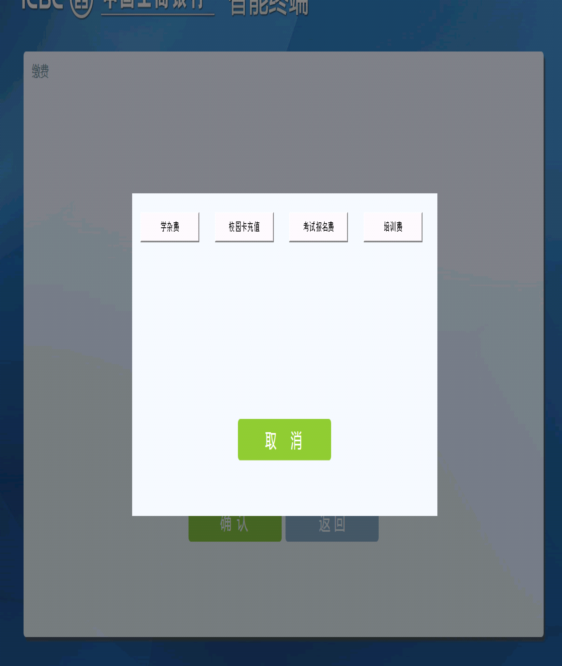 ICBC 中国工商银行 智能终端
缴费
学杂费 校园卡充值 考试报名费 培训费
取 消
确 认 返 回